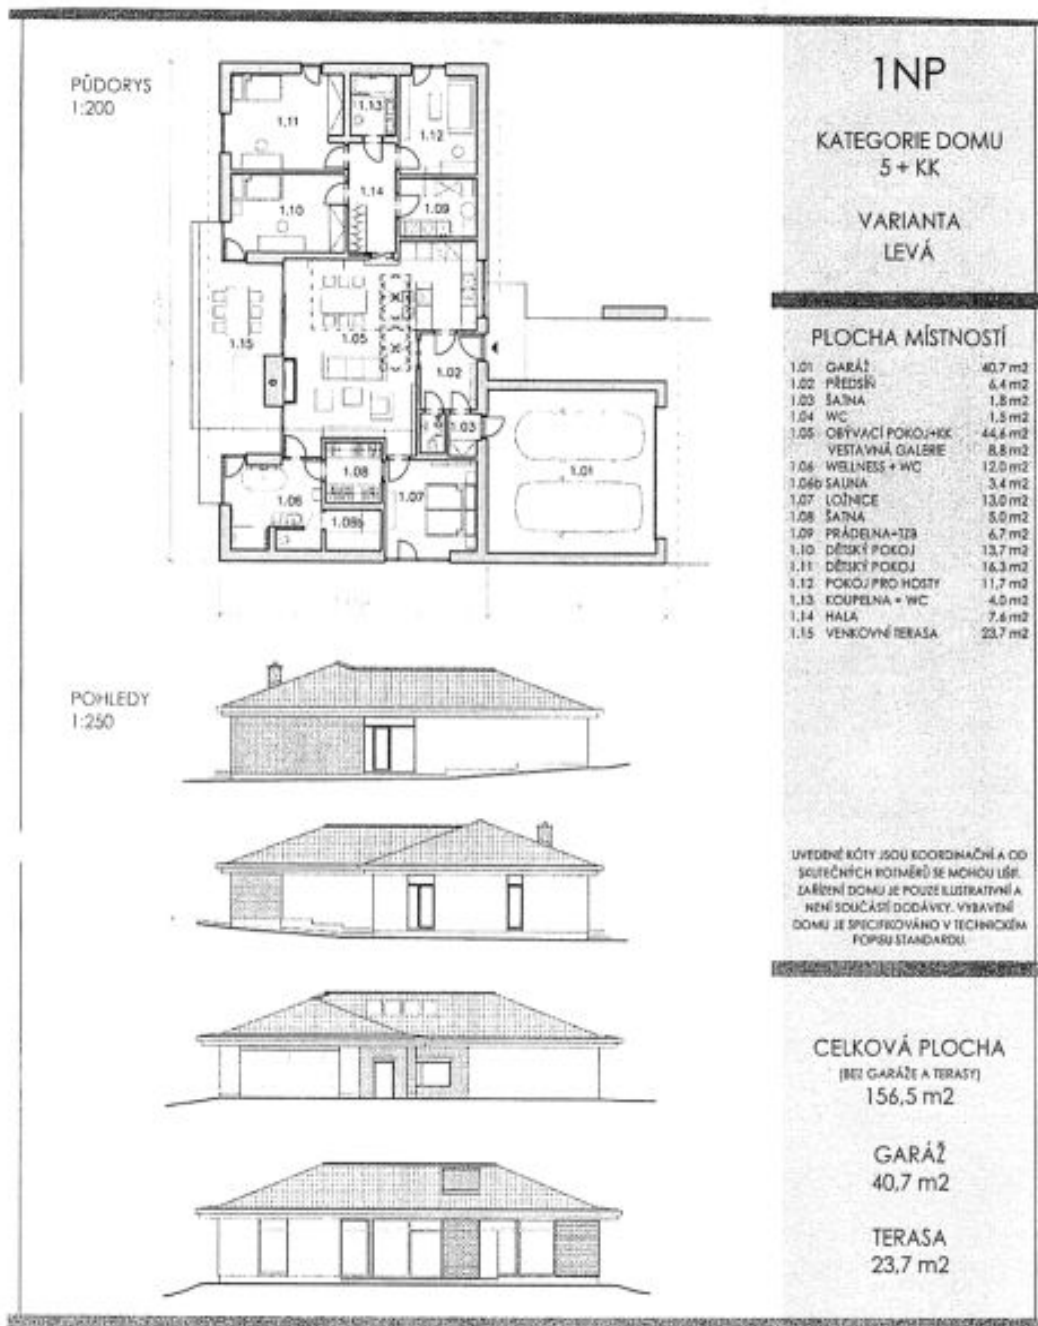 PŮDORYS
1:200
1.11
1.13
1.12
1.14
1.10
1.09
1.15
1.05
1.02
1.03
1.01
1.08
1.06
1.07
1.06b
POHLEDY
1:250
1NP
KATEGORIE DOMU
5 + KK
VARIANTA
LEVÁ
PLOCHA MÍSTNOSTÍ
1.01 GARÁŽ 40,7 m2
1.02 PŘEDSÍŇ 6,4 m2
1.03 ŠATNA 1,8 m2
1.04 WC 1,5 m2
1.05 OBÝVACÍ POKOJ+KK 44,6 m2
VESTAVNÁ GALERIE 8,8 m2
1.06 WELLNESS + WC 12,0 m2
1.06b SAUNA 3,4 m2
1.07 LOŽNICE 13,0 m2
1.08 ŠATNA 5,0 m2
1.09 PRÁDELNA+TZB 6,7 m2
1.10 DĚTSKÝ POKOJ 13,7 m2
1.11 DĚTSKÝ POKOJ 16,3 m2
1.12 POKOJ PRO HOSTY 11,7 m2
1.13 KOUPELNA + WC 4,0 m2
1.14 HALA 7,6 m2
1.15 VENKOVNÍ TERASA 23,7 m2
UVEDENÉ KÓTY JSOU KOORDINAČNÍ A OD
SKUTEČNÝCH ROZMĚRŮ SE MOHOU LIŠIT.
ZAŘÍZENÍ DOMU JE POUZE ILUSTRATIVNÍ A
NENÍ SOUČÁSTÍ DODÁVKY. VYBAVENÍ
DOMU JE SPECIFIKOVÁNO V TECHNICKÉM
POPISU STANDARDU.
CELKOVÁ PLOCHA
(BEZ GARÁŽE A TERASY)
156,5 m2
GARÁŽ
40,7 m2
TERASA
23,7 m2